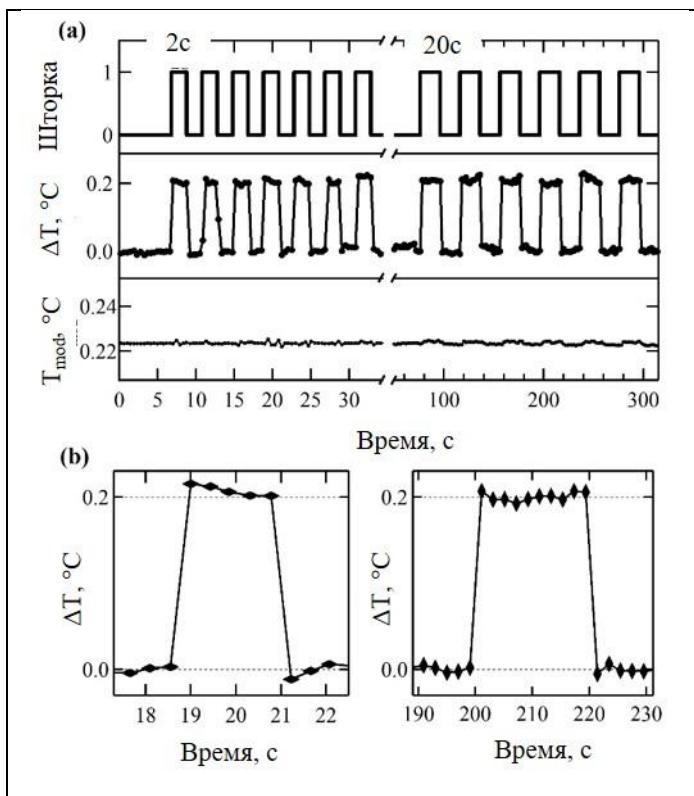 (a)
2с
20с
Шторка
1
0
ΔT, °C
0.2
0.0
Tmod, °C
0.24
0.22
0 5 10 15 20 25 30 100 200 300
Время, с
(b)
ΔT, °C
0.2
0.0
18 19 20 21 22
Время, с
ΔT, °C
0.2
0.0
190 200 210 220 230
Время, с